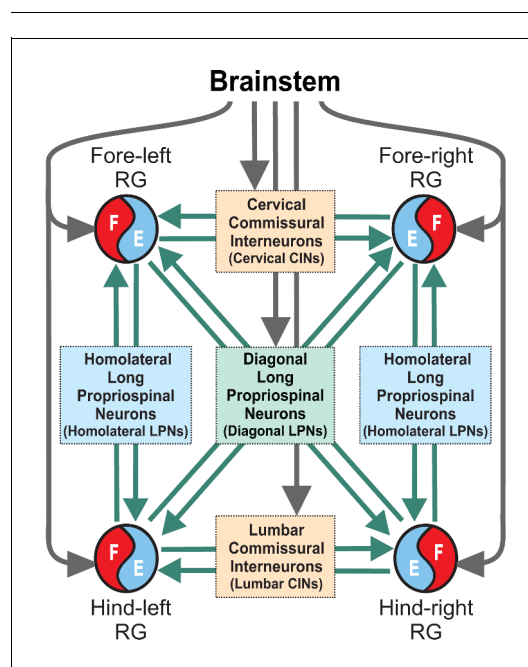 Brainstem
Fore-left
RG
Fore-right
RG
F
E
E
F
Cervical
Commissural
Interneurons
(Cervical CINs)
Homolateral
Long
Propriospinal
Neurons
(Homolateral LPNs)
Diagonal
Long
Propriospinal
Neurons
(Diagonal LPNs)
Homolateral
Long
Propriospinal
Neurons
(Homolateral LPNs)
F
E
Lumbar
Commissural
Interneurons
(Lumbar CINs)
E
F
Hind-left
RG
Hind-right
RG